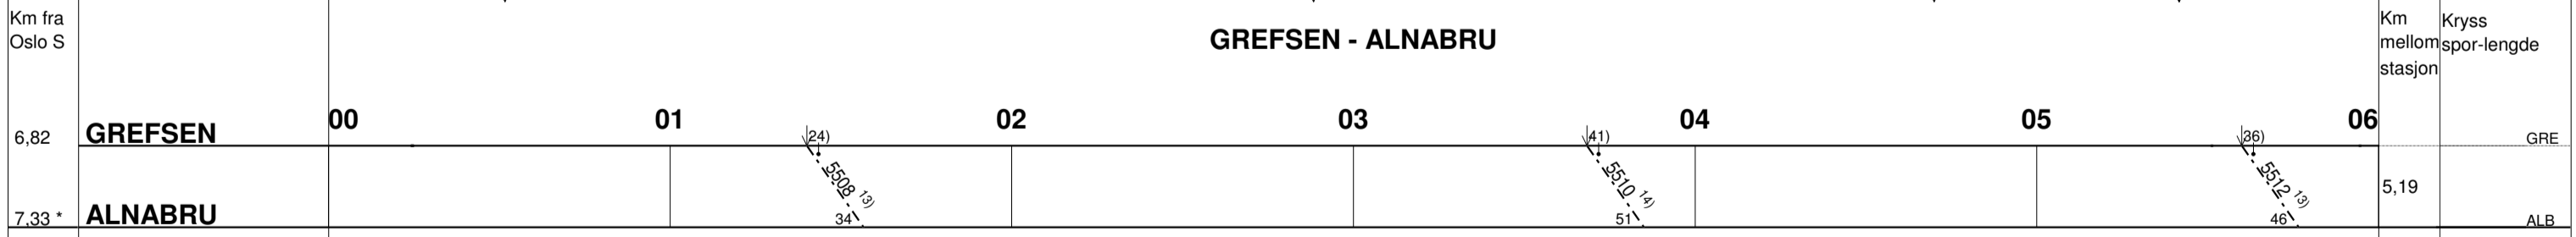 Km fra
Oslo S
GREFSEN - ALNABRU
Km
mellom
stasjon
Kryss
spor-lengde
00 01 02 03 04 05 06
6,82 GREFSEN 24) 41) 36) GRE
5508 13) 5510 14) 5512 13)
5,19
7,33 * ALNABRU 34 51 46 ALB